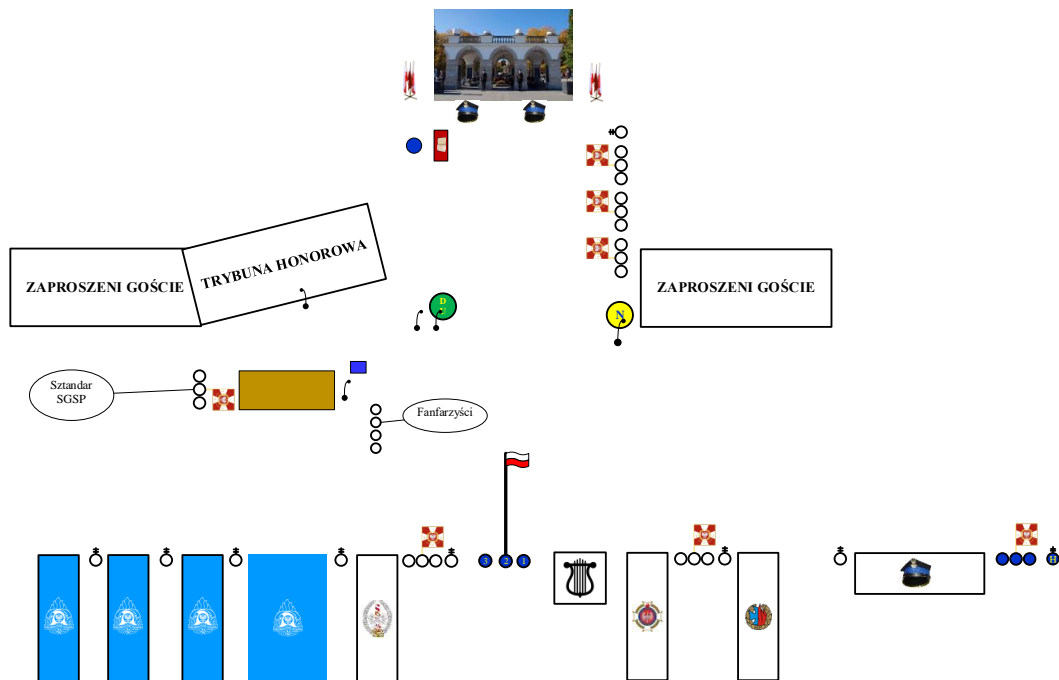 TRYBUNA HONOROWA
ZAPROSZENI GOŚCIE
ZAPROSZENI GOŚCIE
D
N
Sztandar
SGSP
Fanfarzyści
3
2
1
H